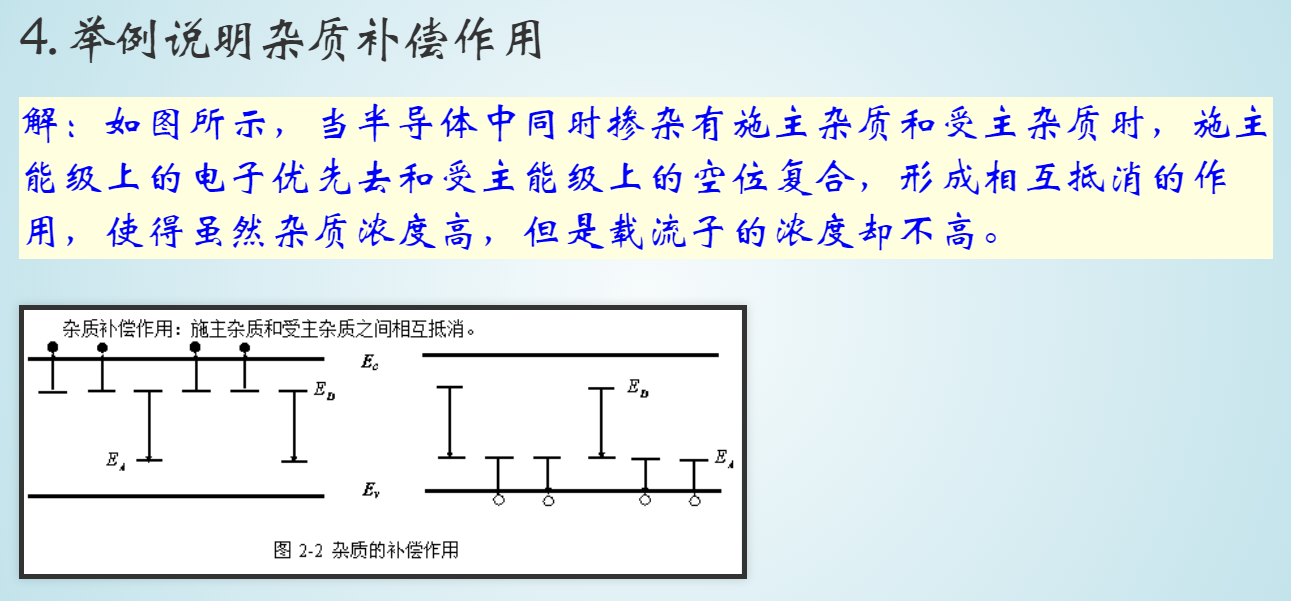 4. 举例说明杂质补偿作用
解：如图所示，当半导体中同时掺杂有施主杂质和受主杂质时，施主
能级上的电子优先去和受主能级上的空位复合，形成相互抵消的作
用，使得虽然杂质浓度高，但是载流子的浓度却不高。
杂质补偿作用：施主杂质和受主杂质之间相互抵消。
Ec
ED
ED
EA
EA
Ev
图 2-2 杂质的补偿作用